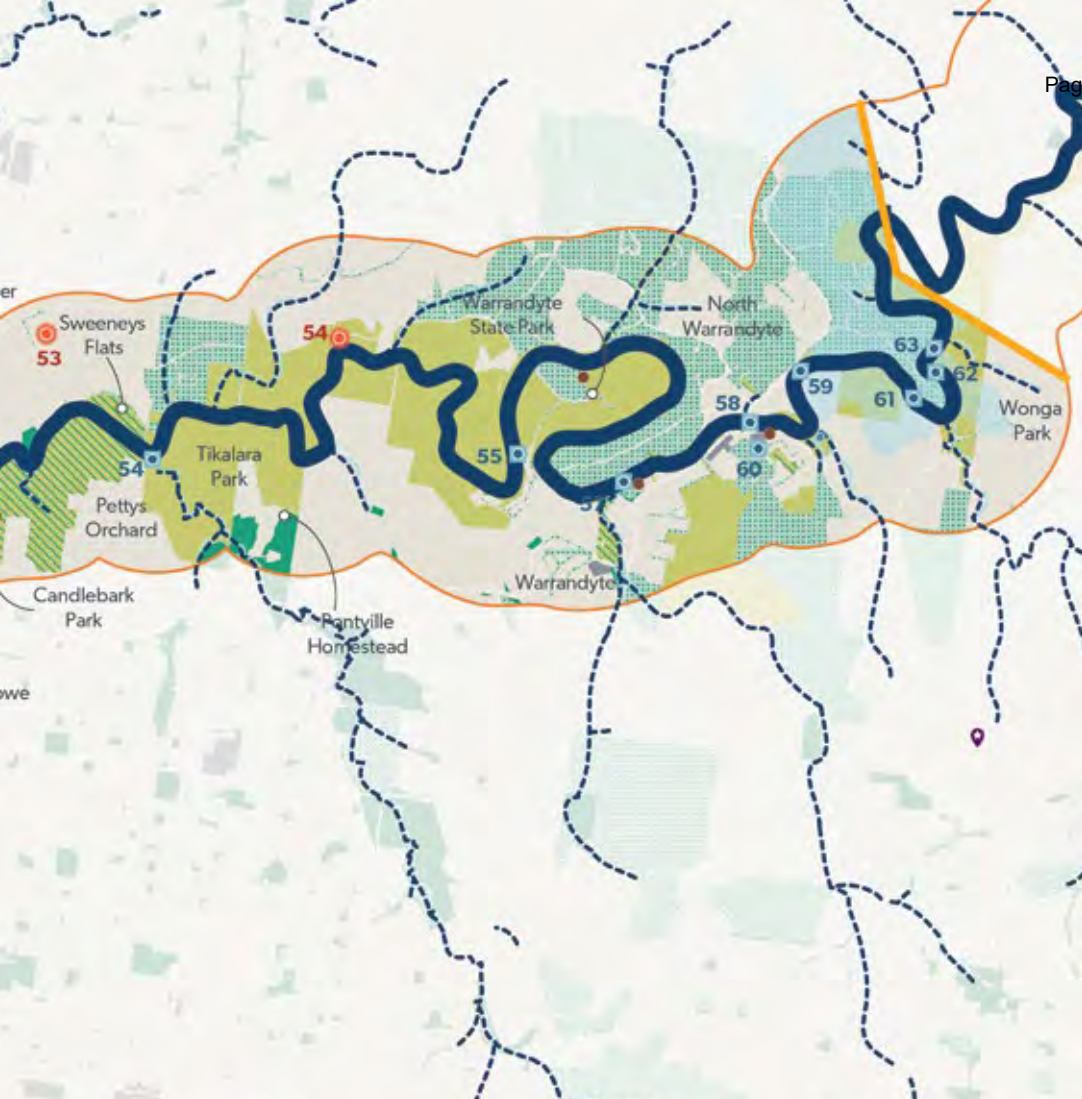 Pag
er
Sweeneys
Flats
53
54
Warrandyte
State Park
North
Warrandyte
63
62
59
61
58
Wonga
Park
55
60
54
Tikalara
Park
Pettys
Orchard
Warrandyte
Candlebark
Park
Pontville
Homestead
owe